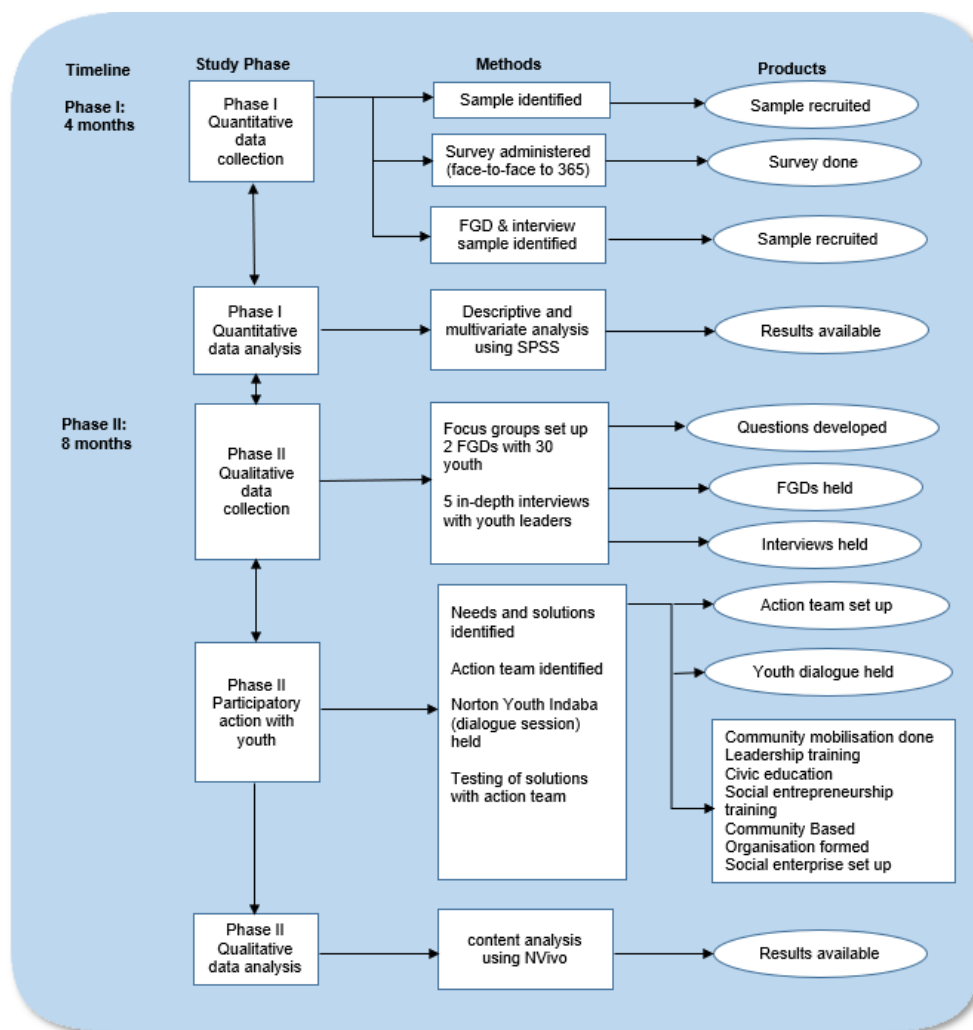 Timeline
Study Phase
Methods
Products
Phase I:
4 months
Phase I
Quantitative
data
collection
Sample identified
Sample recruited
Survey administered
(face-to-face to 365)
Survey done
FGD & interview
sample identified
Sample recruited
Phase I
Quantitative
data analysis
Descriptive and
multivariate analysis
using SPSS
Results available
Phase II:
8 months
Phase II
Qualitative
data
collection
Focus groups set up
2 FGDs with 30
youth
5 in-depth interviews
with youth leaders
Questions developed
FGDs held
Interviews held
Phase II
Participatory
action with
youth
Needs and solutions
identified
Action team identified
Norton Youth Indaba
(dialogue session)
held
Testing of solutions
with action team
Action team set up
Youth dialogue held
Community mobilisation done
Leadership training
Civic education
Social entrepreneurship
training
Community Based
Organisation formed
Social enterprise set up
Phase II
Qualitative
data analysis
content analysis
using NVivo
Results available